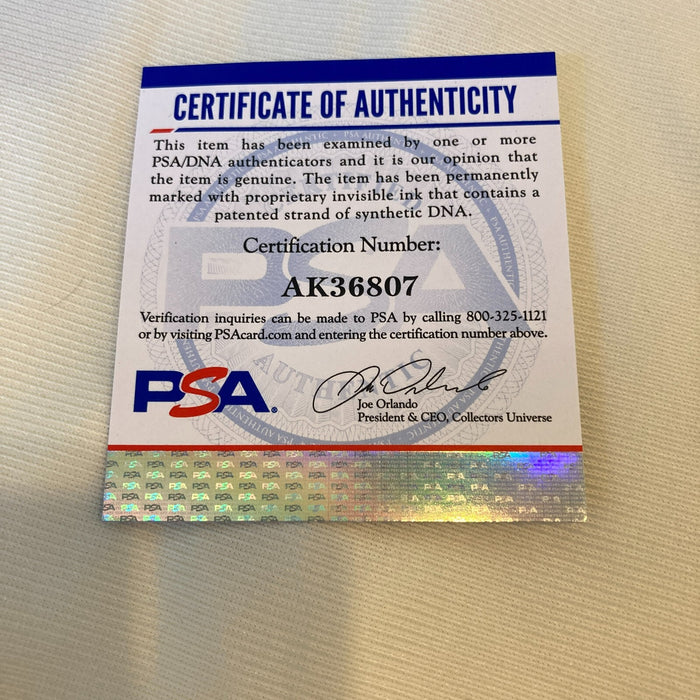 CERTIFICATE OF AUTHENTICITY
This item has been examined by one or more
PSA/DNA authenticators and it is our opinion that
the item is genuine. The item has been permanently
marked with proprietary invisible ink that contains a
patented strand of synthetic DNA.
Certification Number:
AK36807
Verification inquiries can be made to PSA by calling 800-325-1121
or by visiting PSAcard.com and entering the certification number above.
PSA
Joe Orlando
President & CEO, Collectors Universe